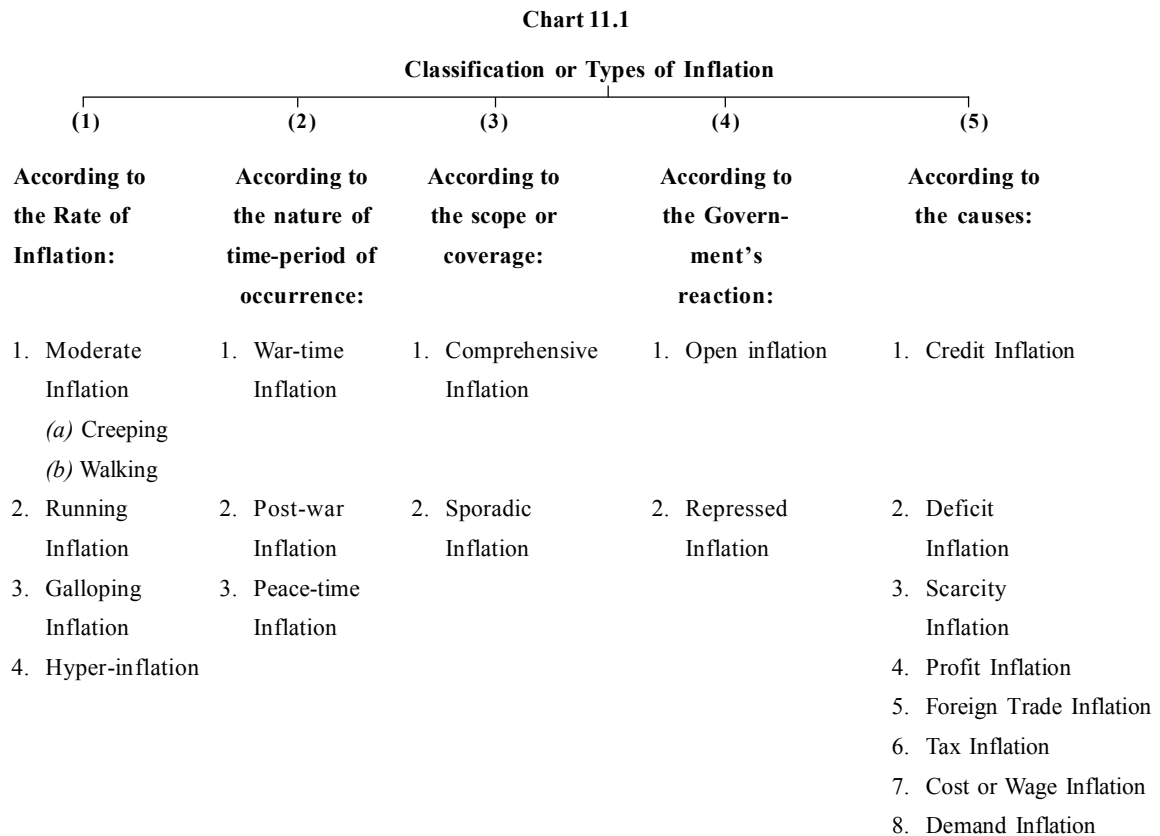 Chart 11.1
Classification or Types of Inflation
(1) (2) (3) (4) (5)
According to
the Rate of
Inflation:
According to
the nature of
time-period of
occurrence:
According to
the scope or
coverage:
According to
the Govern-
ment’s
reaction:
According to
the causes:
1. Moderate
Inflation
(a) Creeping
(b) Walking
2. Running
Inflation
3. Galloping
Inflation
4. Hyper-inflation
1. War-time
Inflation
2. Post-war
Inflation
3. Peace-time
Inflation
1. Comprehensive
Inflation
2. Sporadic
Inflation
1. Open inflation
2. Repressed
Inflation
1. Credit Inflation
2. Deficit
Inflation
3. Scarcity
Inflation
4. Profit Inflation
5. Foreign Trade Inflation
6. Tax Inflation
7. Cost or Wage Inflation
8. Demand Inflation